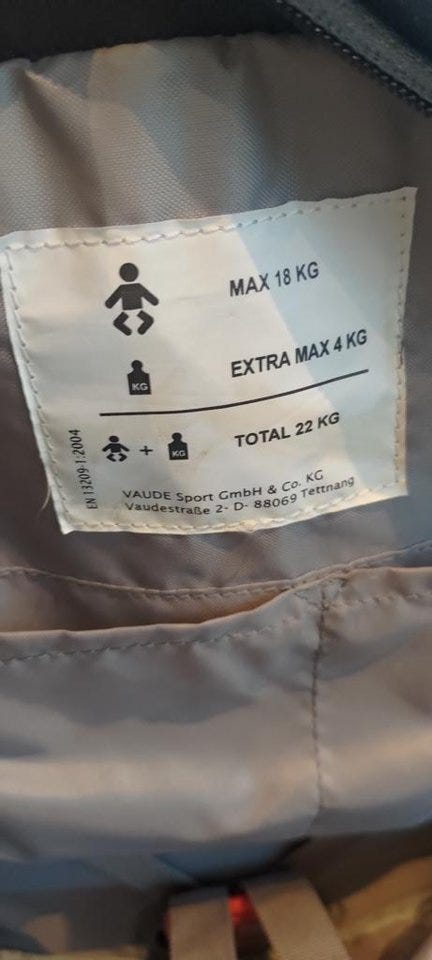 MAX 18 KG
KG
EXTRA MAX 4 KG
+ KG
TOTAL 22 KG
EN 13209-1:2004
VAUDE Sport GmbH & Co. KG
Vaudestraße 2- D- 88069 Tettnang